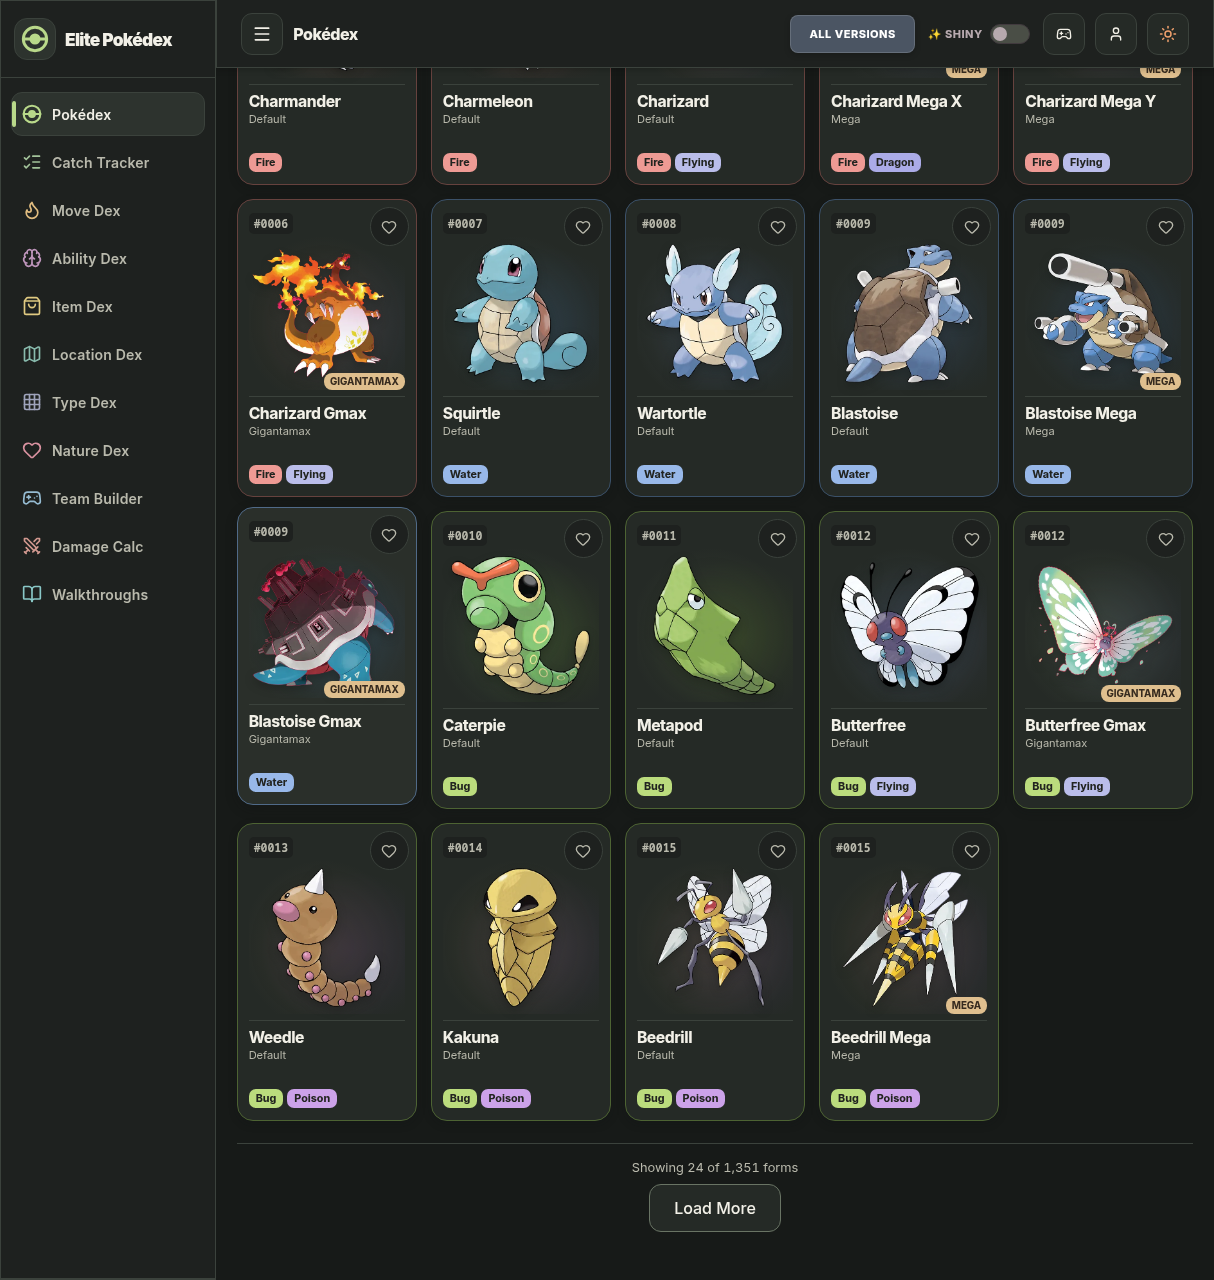 Elite Pokédex
Pokédex
ALL VERSIONS
✨ SHINY
Pokédex
Catch Tracker
Move Dex
Ability Dex
Item Dex
Location Dex
Type Dex
Nature Dex
Team Builder
Damage Calc
Walkthroughs
MEGA
MEGA
Charmander
Default
Fire
Charmeleon
Default
Fire
Charizard
Default
Fire Flying
Charizard Mega X
Mega
Fire Dragon
Charizard Mega Y
Mega
Fire Flying
#0006
GIGANTAMAX
Charizard Gmax
Gigantamax
Fire Flying
#0007
Squirtle
Default
Water
#0008
Wartortle
Default
Water
#0009
Blastoise
Default
Water
#0009
MEGA
Blastoise Mega
Mega
Water
#0009
GIGANTAMAX
Blastoise Gmax
Gigantamax
Water
#0010
Caterpie
Default
Bug
#0011
Metapod
Default
Bug
#0012
Butterfree
Default
Bug Flying
#0012
GIGANTAMAX
Butterfree Gmax
Gigantamax
Bug Flying
#0013
Weedle
Default
Bug Poison
#0014
Kakuna
Default
Bug Poison
#0015
Beedrill
Default
Bug Poison
#0015
MEGA
Beedrill Mega
Mega
Bug Poison
Showing 24 of 1,351 forms
Load More